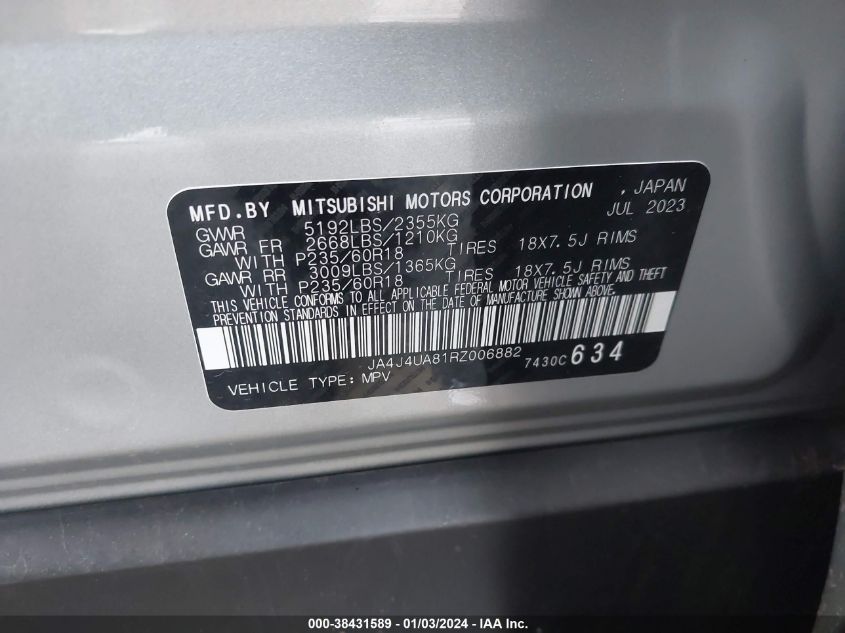 MFD.BY MITSUBISHI MOTORS CORPORATION , JAPAN
GVWR 5192LBS/2355KG JUL 2023
GAWR FR 2668LBS/1210KG
WITH P235/60R18 TIRES 18X7.5J RIMS
GAWR RR 3009LBS/1365KG
WITH P235/60R18 TIRES 18X7.5J RIMS
THIS VEHICLE CONFORMS TO ALL APPLICABLE FEDERAL MOTOR VEHICLE SAFETY AND THEFT
PREVENTION STANDARDS IN EFFECT ON THE DATE OF MANUFACTURE SHOWN ABOVE.
JA4J4UA81RZ006882 7430C 634
VEHICLE TYPE: MPV
000-38431589 - 01/03/2024 - IAAI.com